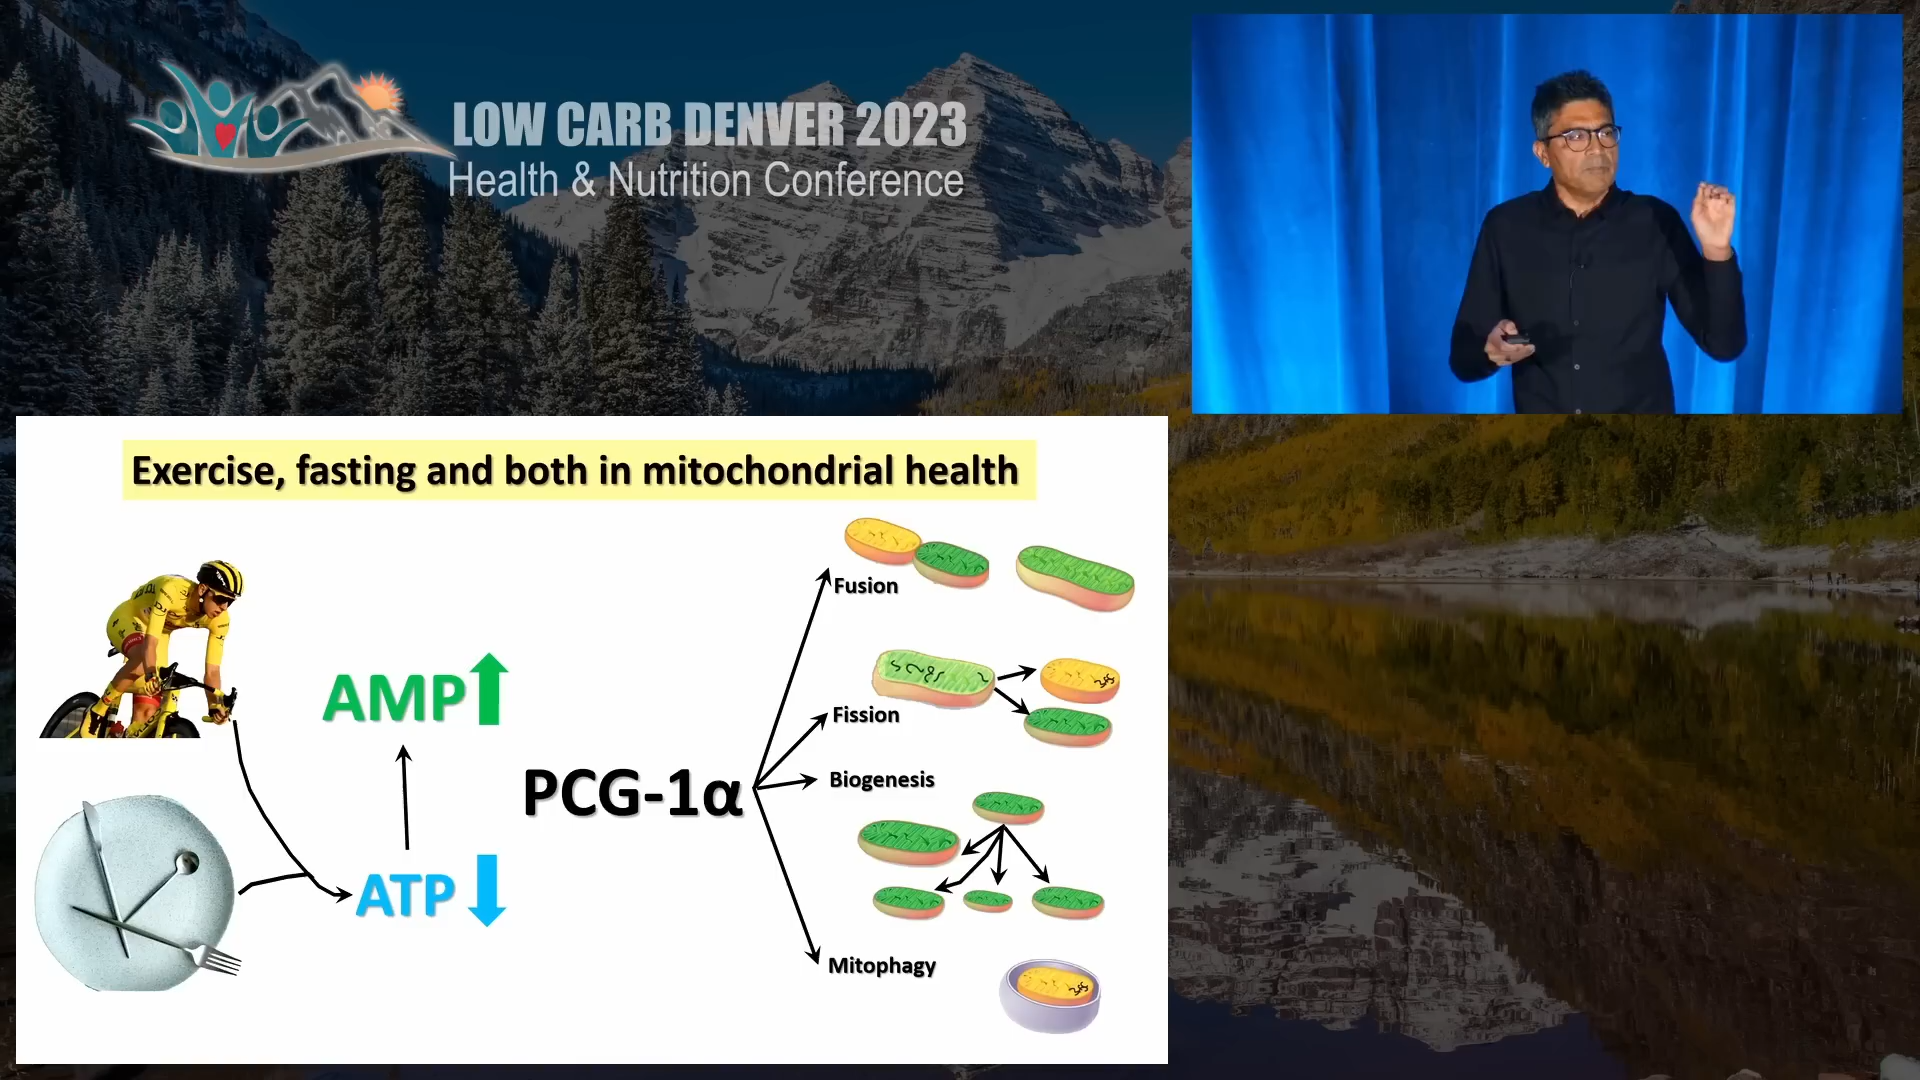 LOW CARB DENVER 2023
Health & Nutrition Conference
Exercise, fasting and both in mitochondrial health
Fusion
AMP
Fission
PCG-1α
Biogenesis
ATP
Mitophagy